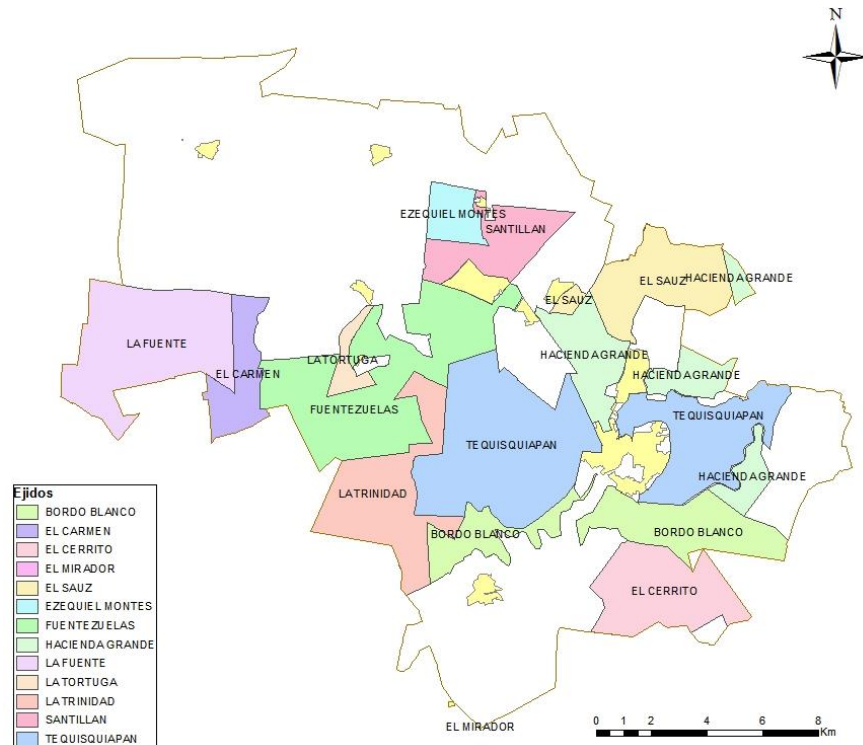 N
EZEQUIEL MONTES
SANTILLAN
EL SAUZ
HACIENDA GRANDE
EL SAUZ
LA FUENTE
LA TORTUGA
HACIENDA GRANDE
EL CARMEN
HACIENDA GRANDE
FUENTEZUELAS
TEQUISQUIAPAN
TEQUISQUIAPAN
HACIENDA GRANDE
LA TRINIDAD
BORDO BLANCO
BORDO BLANCO
EL CERRITO
EL MIRADOR
Ejidos
BORDO BLANCO
EL CARMEN
EL CERRITO
EL MIRADOR
EL SAUZ
EZEQUIEL MONTES
FUENTEZUELAS
HACIENDA GRANDE
LA FUENTE
LA TORTUGA
LA TRINIDAD
SANTILLAN
TEQUISQUIAPAN
0 1 2 4 6 8
Km